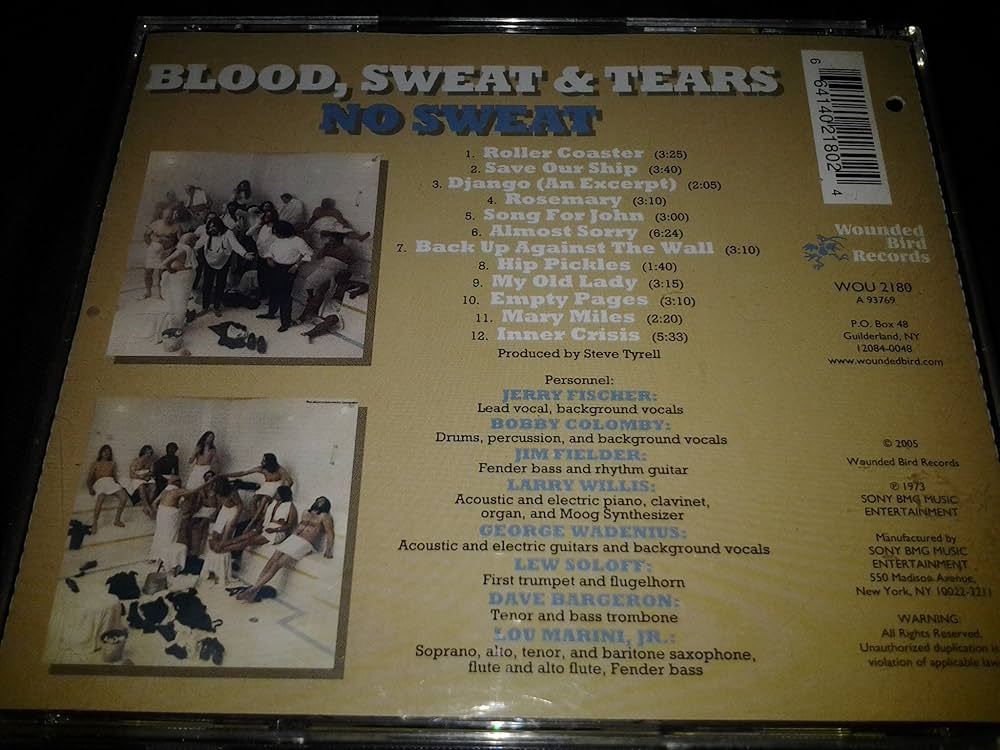 BLOOD, SWEAT & TEARS
NO SWEAT
1. Roller Coaster (3:25)
2. Save Our Ship (3:40)
3. Django (An Excerpt) (2:05)
4. Rosemary (3:10)
5. Song For John (3:00)
6. Almost Sorry (6:24)
7. Back Up Against The Wall (3:10)
8. Hip Pickles (1:40)
9. My Old Lady (3:15)
10. Empty Pages (3:10)
11. Mary Miles (2:20)
12. Inner Crisis (5:33)
Produced by Steve Tyrell
Personnel:
JERRY FISCHER:
Lead vocal, background vocals
BOBBY COLOMBY:
Drums, percussion, and background vocals
JIM FIELDER:
Fender bass and rhythm guitar
LARRY WILLIS:
Acoustic and electric piano, clavinet,
organ, and Moog Synthesizer
GEORGE WADENIUS:
Acoustic and electric guitars and background vocals
LEW SOLOFF:
First trumpet and flugelhorn
DAVE BARGERON:
Tenor and bass trombone
LOU MARINI, JR.:
Soprano, alto, tenor, and baritone saxophone,
flute and alto flute, Fender bass
6 64140 21802 4
Wounded
Bird
Records
WOU 2180
A 93769
P.O. Box 48
Guilderland, NY
12084-0048
www.woundedbird.com
© 2005
Wounded Bird Records
℗ 1973
SONY BMG MUSIC
ENTERTAINMENT
Manufactured by
SONY BMG MUSIC
ENTERTAINMENT
550 Madison Avenue,
New York, NY 10022-3211
WARNING:
All Rights Reserved.
Unauthorized duplication is
violation of applicable law